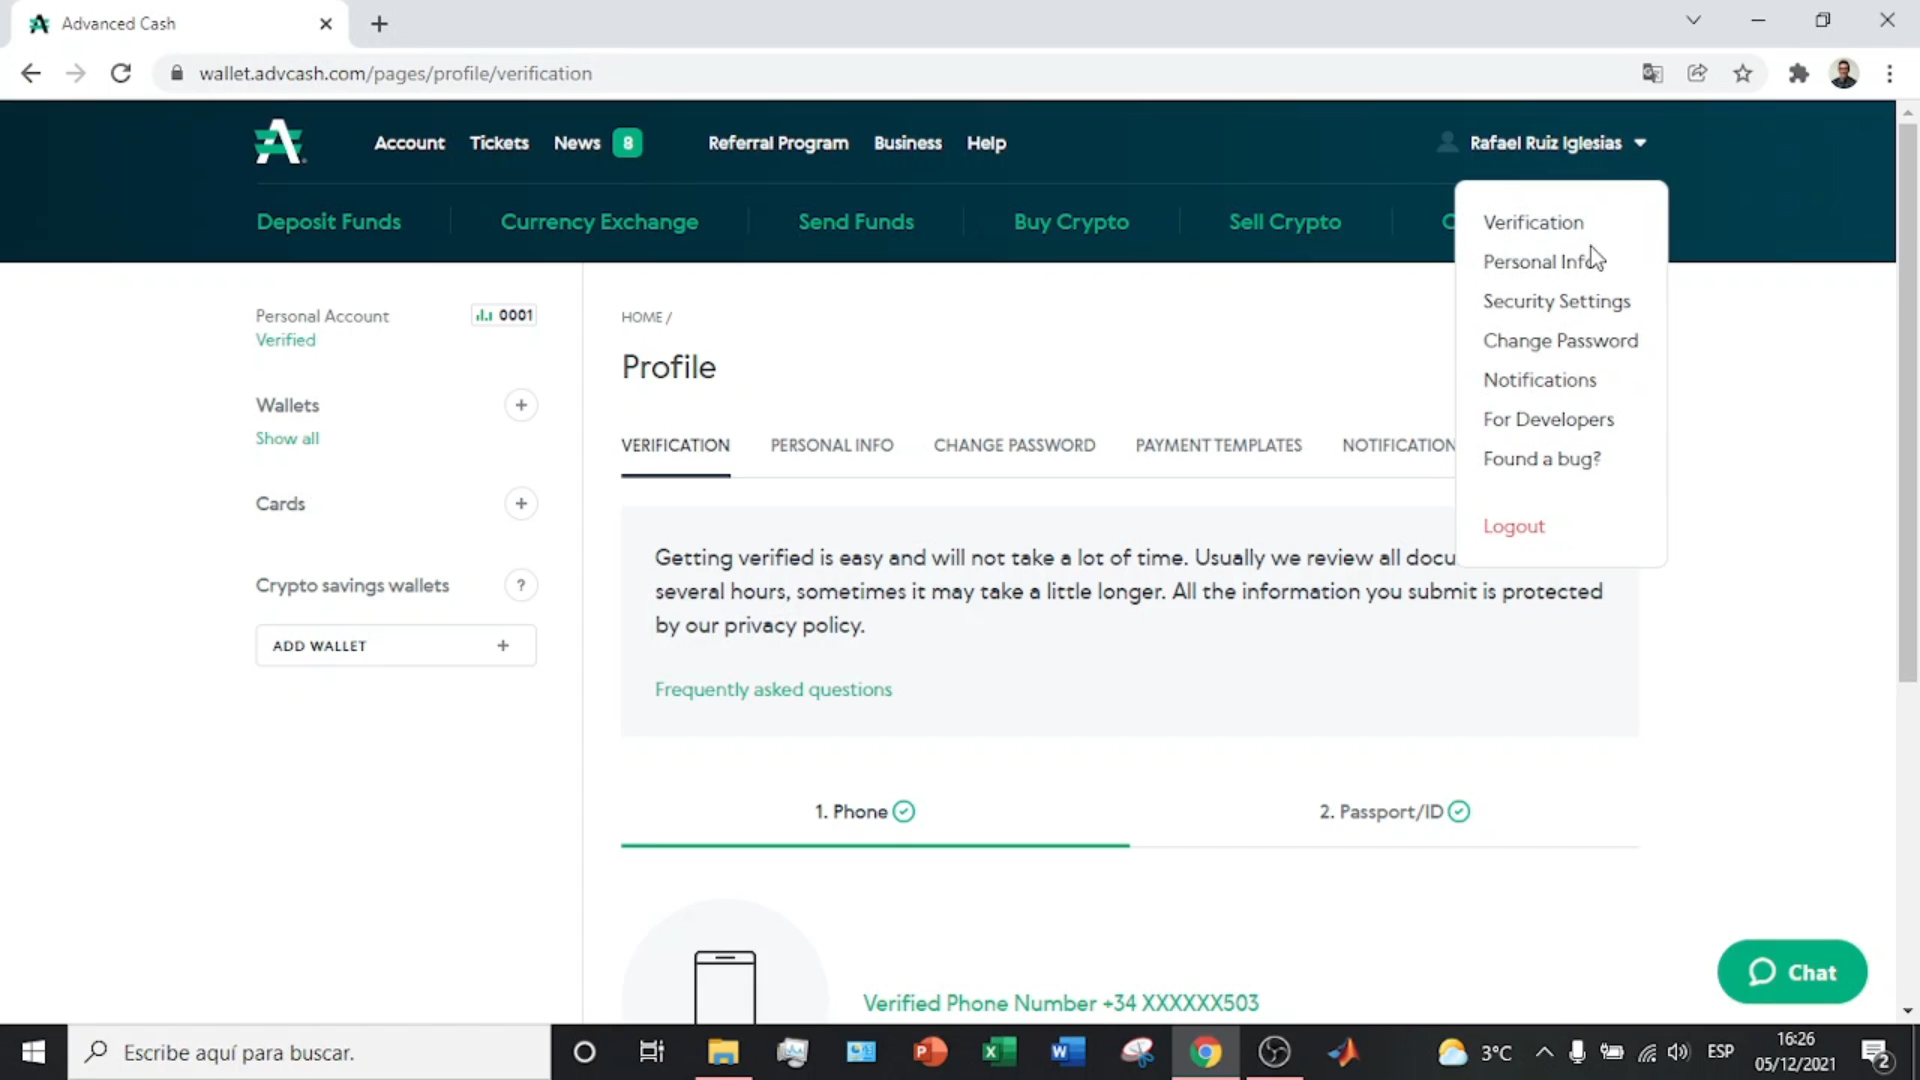 Advanced Cash
wallet.advcash.com/pages/profile/verification
Account Tickets News 8 Referral Program Business Help Rafael Ruiz Iglesias
Deposit Funds Currency Exchange Send Funds Buy Crypto Sell Crypto
Verification
Personal Info
Security Settings
Change Password
Notifications
For Developers
Found a bug?
Logout
Personal Account 0001
Verified
Wallets +
Show all
Cards +
Crypto savings wallets ?
ADD WALLET +
HOME /
Profile
VERIFICATION PERSONAL INFO CHANGE PASSWORD PAYMENT TEMPLATES NOTIFICATION
Getting verified is easy and will not take a lot of time. Usually we review all docu
several hours, sometimes it may take a little longer. All the information you submit is protected
by our privacy policy.
Frequently asked questions
1. Phone 2. Passport/ID
Verified Phone Number +34 XXXXXX503
Chat
Escribe aquí para buscar.
3°C ESP 16:26
05/12/2021 2